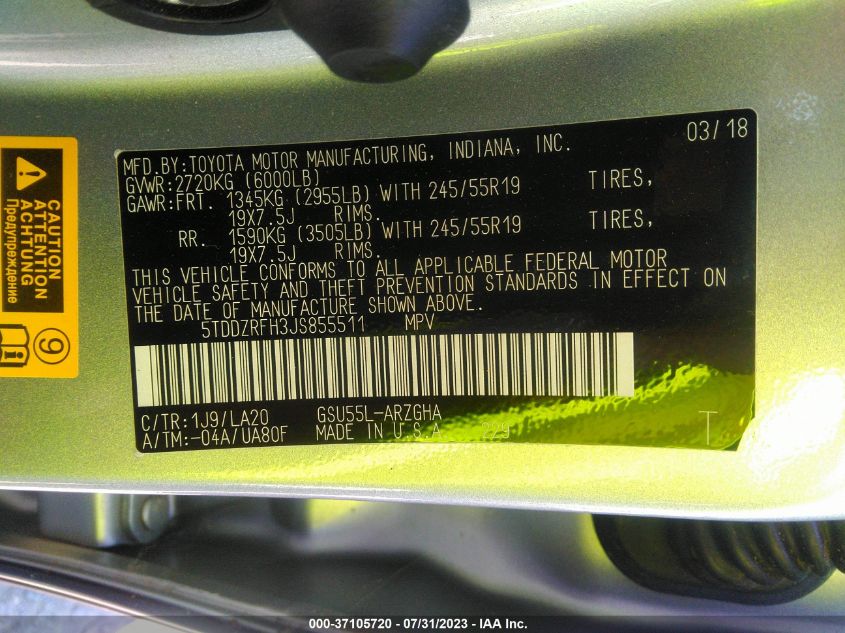 03/18
MFD.BY:TOYOTA MOTOR MANUFACTURING, INDIANA, INC.
GVWR:2720KG (6000LB)
GAWR:FRT. 1345KG (2955LB) WITH 245/55R19 TIRES,
19X7.5J RIMS.
RR. 1590KG (3505LB) WITH 245/55R19 TIRES,
19X7.5J RIMS.
THIS VEHICLE CONFORMS TO ALL APPLICABLE FEDERAL MOTOR
VEHICLE SAFETY AND THEFT PREVENTION STANDARDS IN EFFECT ON
THE DATE OF MANUFACTURE SHOWN ABOVE.
5TDDZRFH3JS855511 MPV
C/TR:1J9/LA20 GSU55L-ARZGHA
A/TM:-04A/UA80F MADE IN U.S.A 229
T
CAUTION
ATTENTION
ACHTUNG
Предупреждение
9
000-37105720 - 07/31/2023 - IAA Inc.